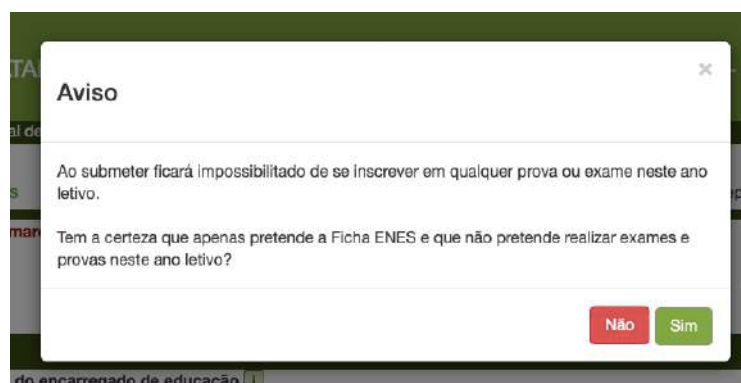 Aviso
×
Ao submeter ficará impossibilitado de se inscrever em qualquer prova ou exame neste ano
letivo.
Tem a certeza que apenas pretende a Ficha ENES e que não pretende realizar exames e
provas neste ano letivo?
Não
Sim
do encarregado de educação